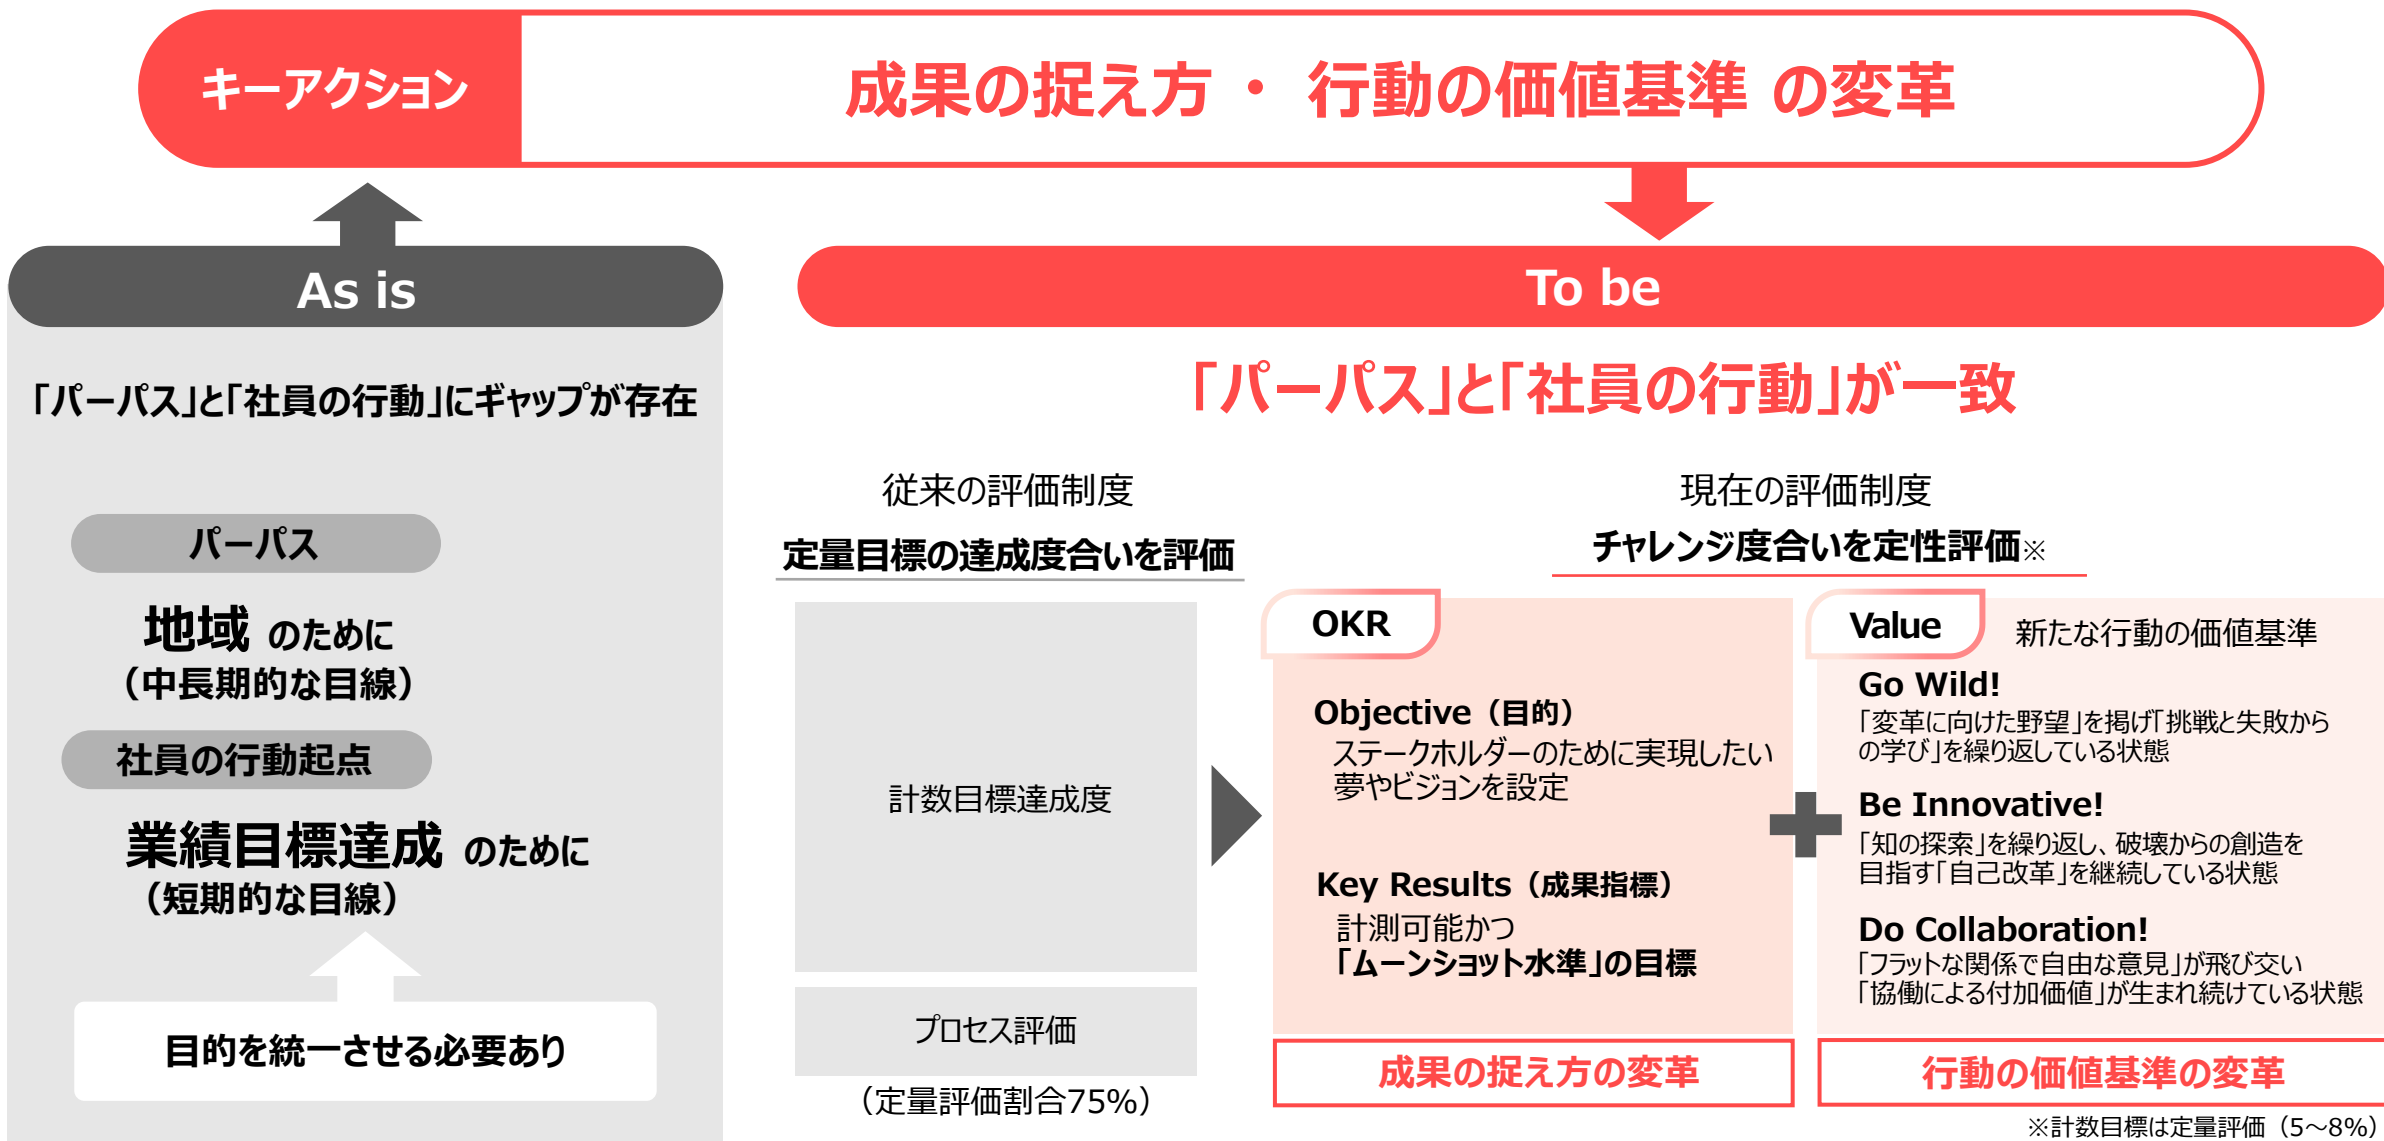 キーアクション
成果の捉え方 ・ 行動の価値基準 の変革
As is
「パーパス」と「社員の行動」にギャップが存在
パーパス
地域 のために
（中長期的な目線）
社員の行動起点
業績目標達成 のために
（短期的な目線）
目的を統一させる必要あり
To be
「パーパス」と「社員の行動」が一致
従来の評価制度
定量目標の達成度合いを評価
計数目標達成度
プロセス評価
（定量評価割合75%）
現在の評価制度
チャレンジ度合いを定性評価※
OKR
Objective（目的）
ステークホルダーのために実現したい
夢やビジョンを設定
Key Results（成果指標）
計測可能かつ
「ムーンショット水準」の目標
成果の捉え方の変革
Value
新たな行動の価値基準
Go Wild!
「変革に向けた野望」を掲げ「挑戦と失敗から
の学び」を繰り返している状態
Be Innovative!
「知の探索」を繰り返し、破壊からの創造を
目指す「自己改革」を継続している状態
Do Collaboration!
「フラットな関係で自由な意見」が飛び交い
「協働による付加価値」が生まれ続けている状態
行動の価値基準の変革
※計数目標は定量評価（5～8%）